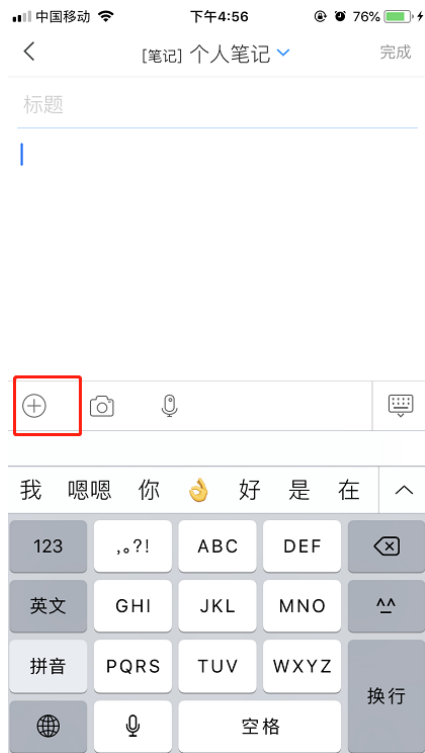 中国移动 下午4:56 76%
[笔记] 个人笔记 完成
标题
我 嗯嗯 你 👌 好 是 在
123 ,。?! ABC DEF
英文 GHI JKL MNO ^^
拼音 PQRS TUV WXYZ
换行
空格